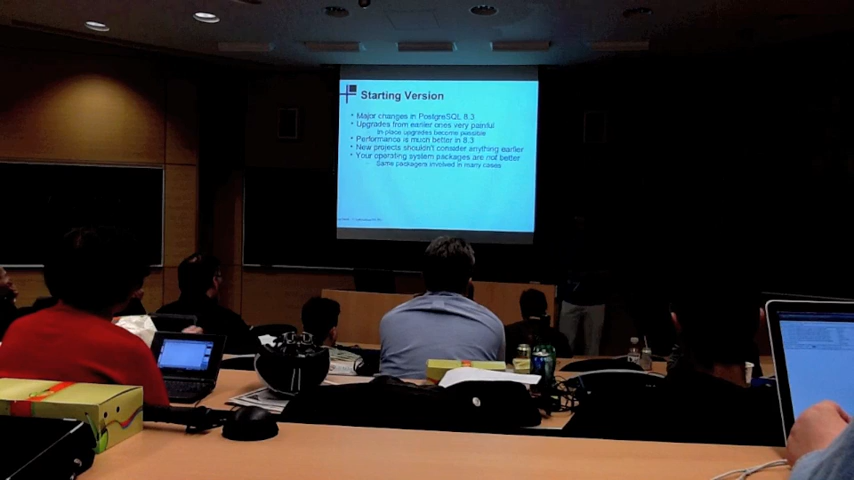 Starting Version
• Major changes in PostgreSQL 8.3
• Upgrades from earlier ones very painful
In place upgrades become possible
• Performance is much better in 8.3
• New projects shouldn't consider anything earlier
• Your operating system packages are not better
Same packagers involved in many cases